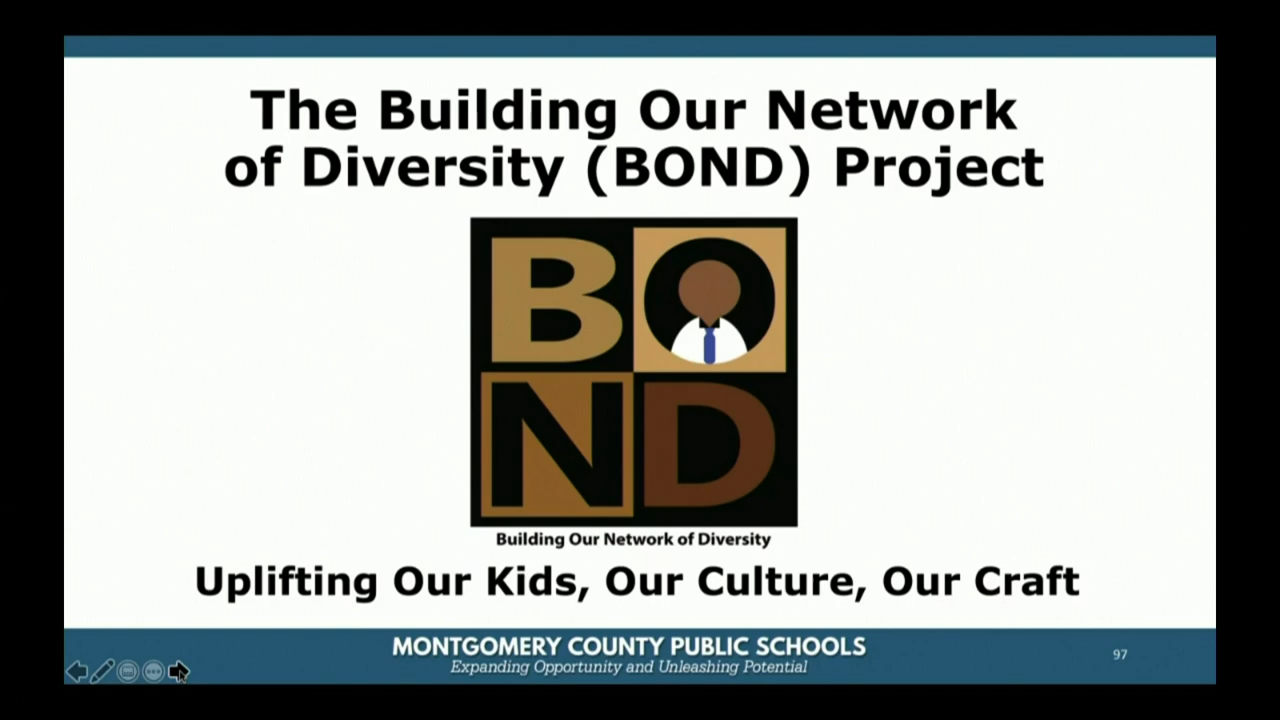 The Building Our Network
of Diversity (BOND) Project
BO
ND
Building Our Network of Diversity
Uplifting Our Kids, Our Culture, Our Craft
MONTGOMERY COUNTY PUBLIC SCHOOLS
Expanding Opportunity and Unleashing Potential
97